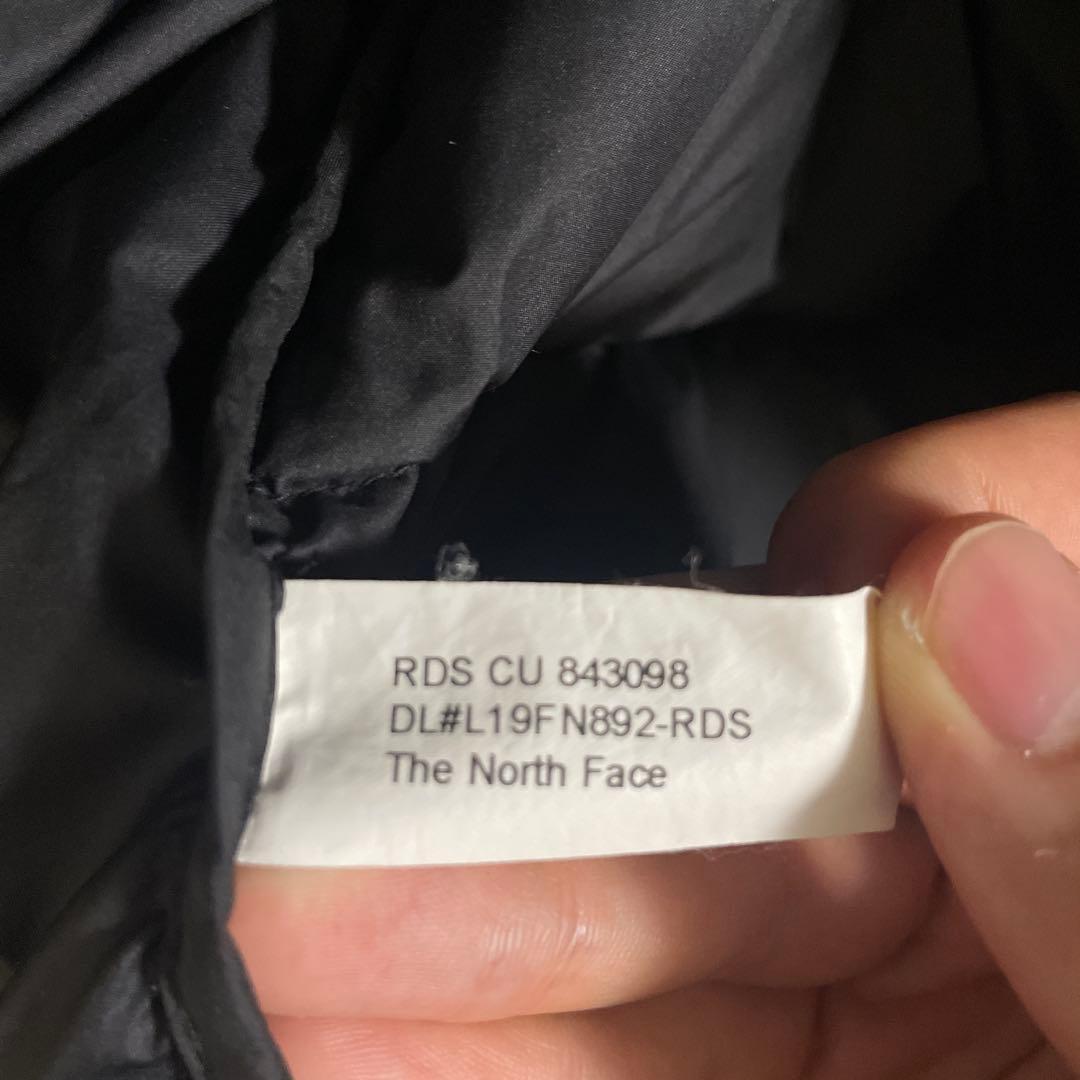 RDS CU 843098
DL#L19FN892-RDS
The North Face